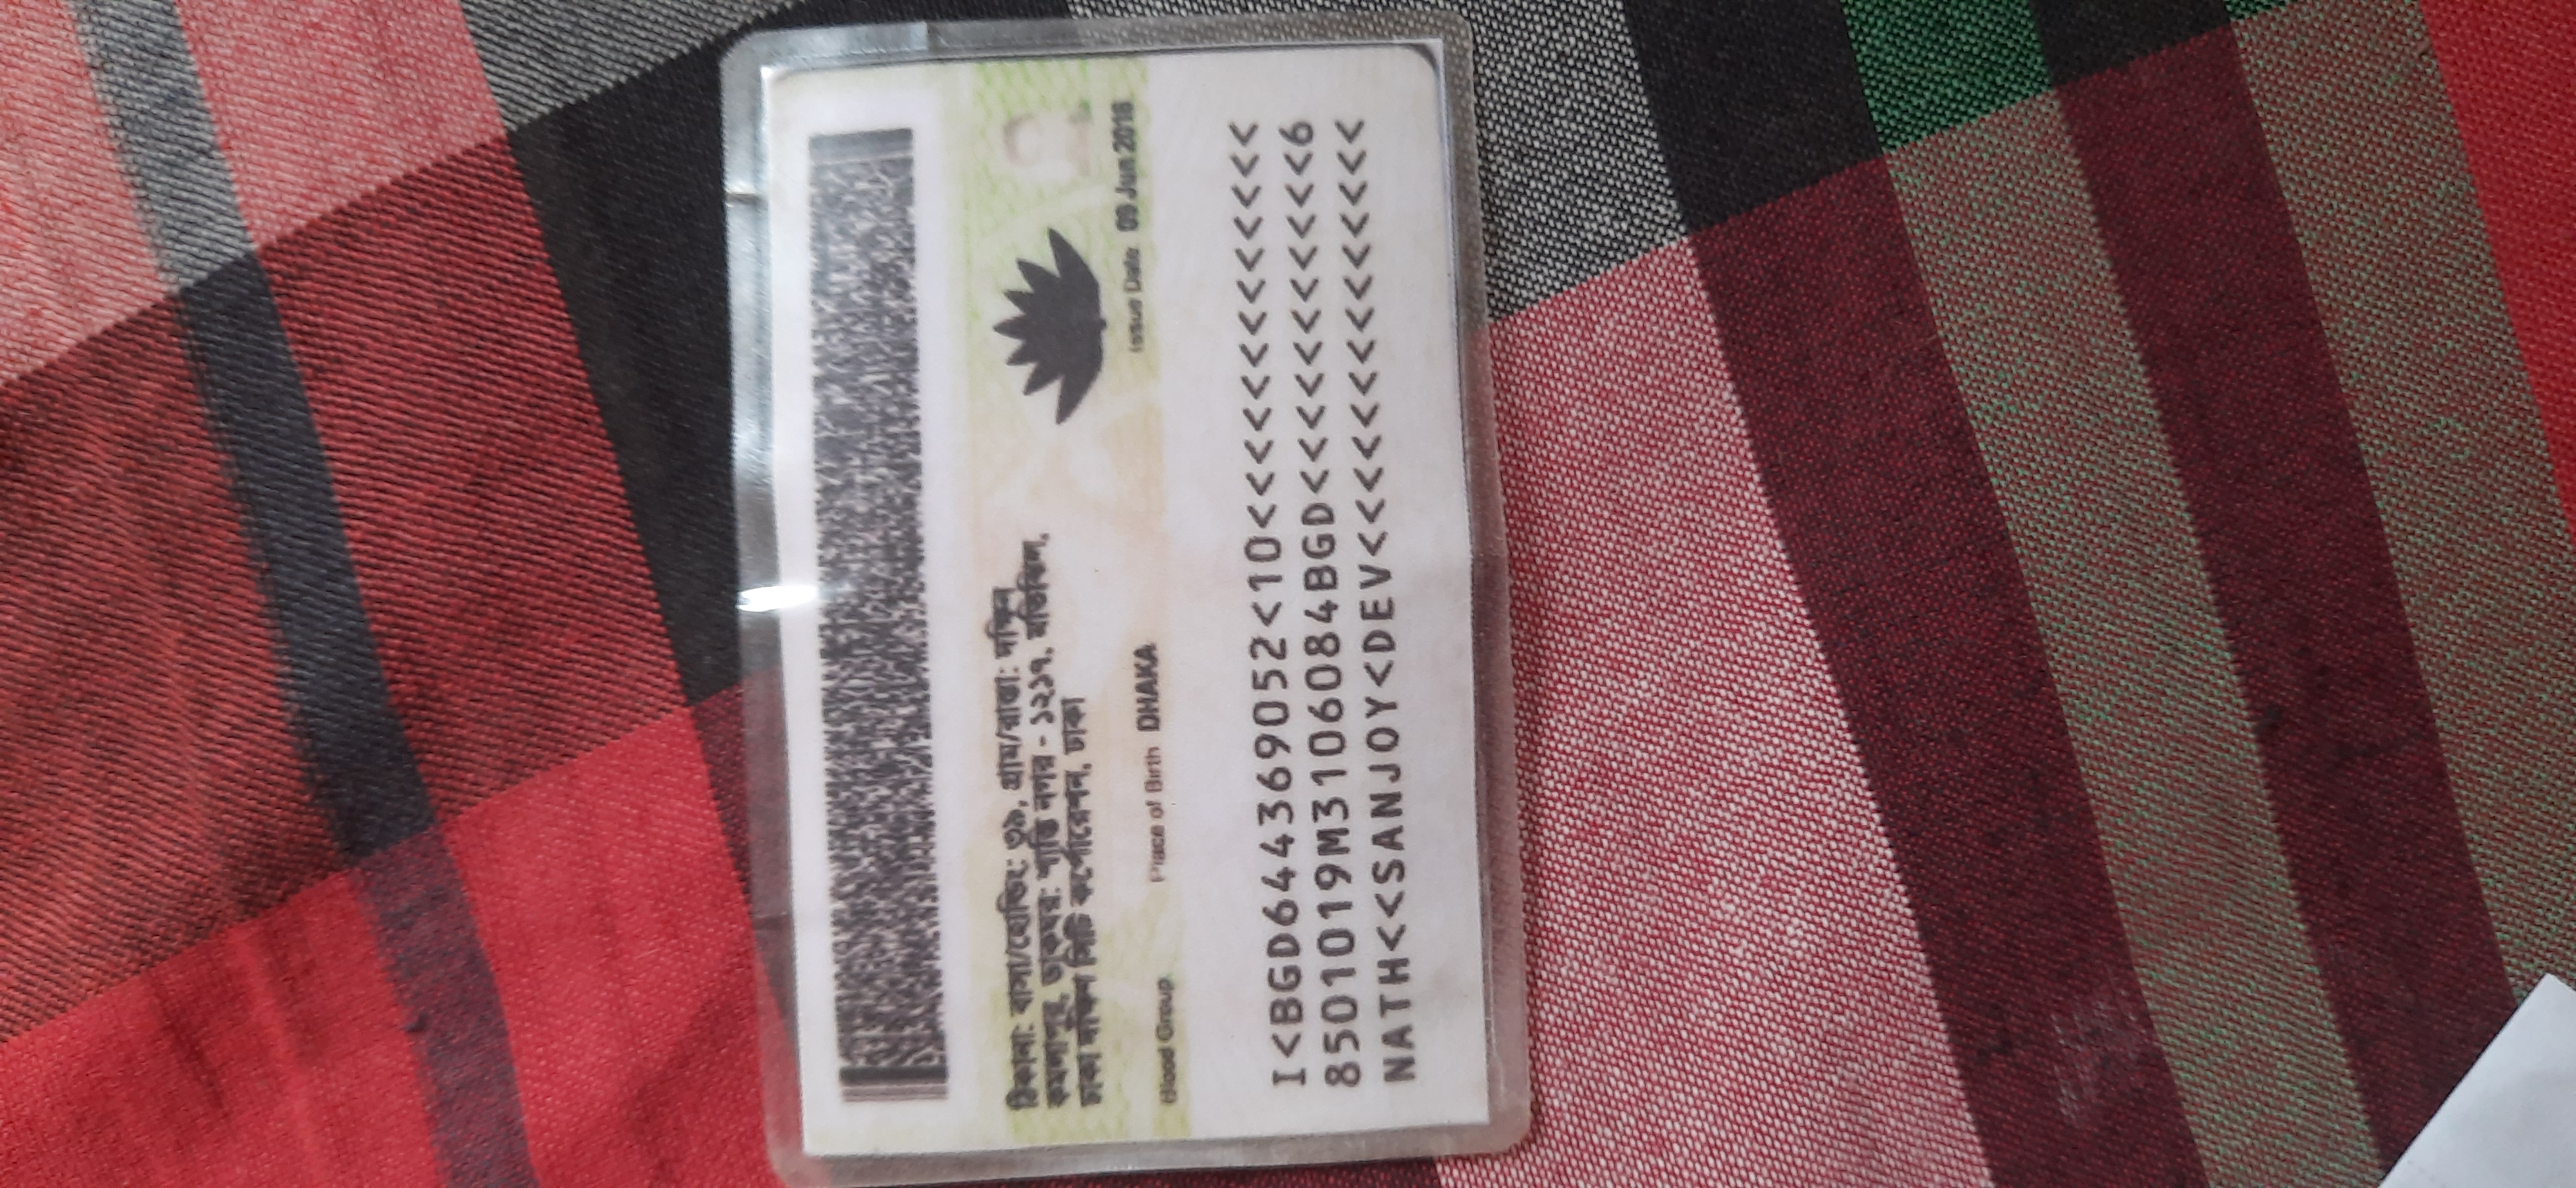 ঠিকানা: বাসা/হোল্ডিং: ৩৯, গ্রাম/রাস্তা: দক্ষিন
কমলাপুর, ডাকঘর: শান্তি নগর - ১২১৭, মতিঝিল,
ঢাকা দক্ষিণ সিটি কর্পোরেশন, ঢাকা
Blood Group Place of Birth DHAKA Issue Date 09 Jun 2016
I<BGD644369052<10<<<<<<<<<<<<<<
8501019M3106084BGD<<<<<<<<<<<6
NATH<<SANJOY<DEV<<<<<<<<<<<<<<